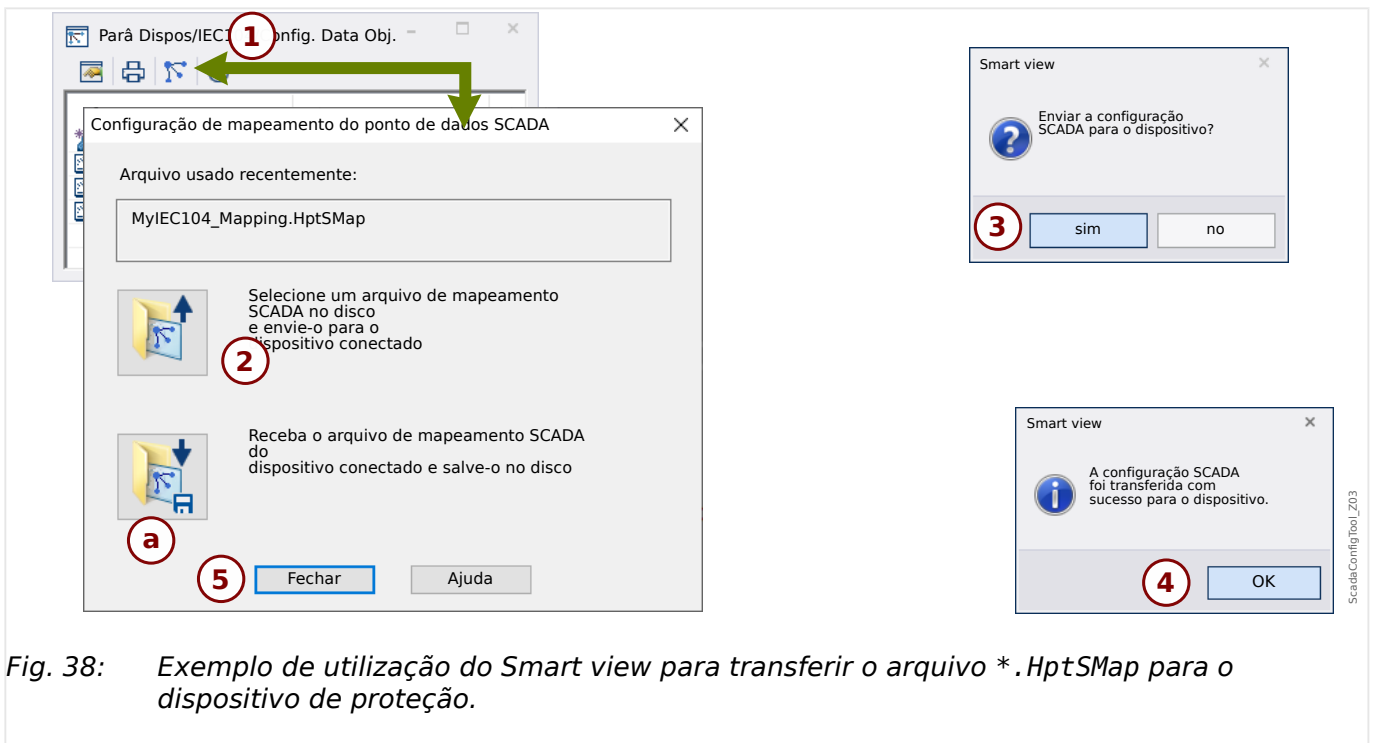 Parâ Dispos/IEC1 onfig. Data Obj.
1
Configuração de mapeamento do ponto de dados SCADA
Arquivo usado recentemente:
MyIEC104_Mapping.HptSMap
Selecione um arquivo de mapeamento
SCADA no disco
e envie-o para o
dispositivo conectado
2
Receba o arquivo de mapeamento SCADA
do
dispositivo conectado e salve-o no disco
a
5
Fechar
Ajuda
Smart view
Enviar a configuração
SCADA para o dispositivo?
3
sim
no
Smart view
A configuração SCADA
foi transferida com
sucesso para o dispositivo.
4
OK
ScadaConfigTool_Z03
Fig. 38: Exemplo de utilização do Smart view para transferir o arquivo *.HptSMap para o
dispositivo de proteção.